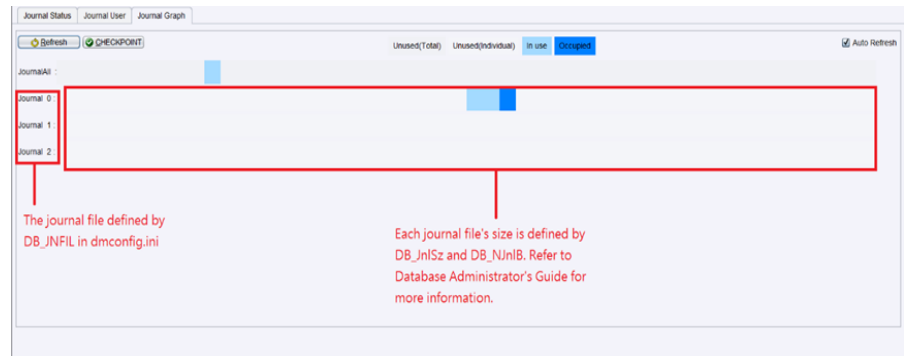 Journal Status Journal User Journal Graph
Refresh CHECKPOINT Unused(Total) Unused(Individual) In use Occupied Auto Refresh
JournalAll :
Journal 0 :
Journal 1 :
Journal 2 :
The journal file defined by
DB_JNFIL in dmconfig.ini
Each journal file's size is defined by
DB_JnlSz and DB_NJnlB. Refer to
Database Administrator's Guide for
more information.